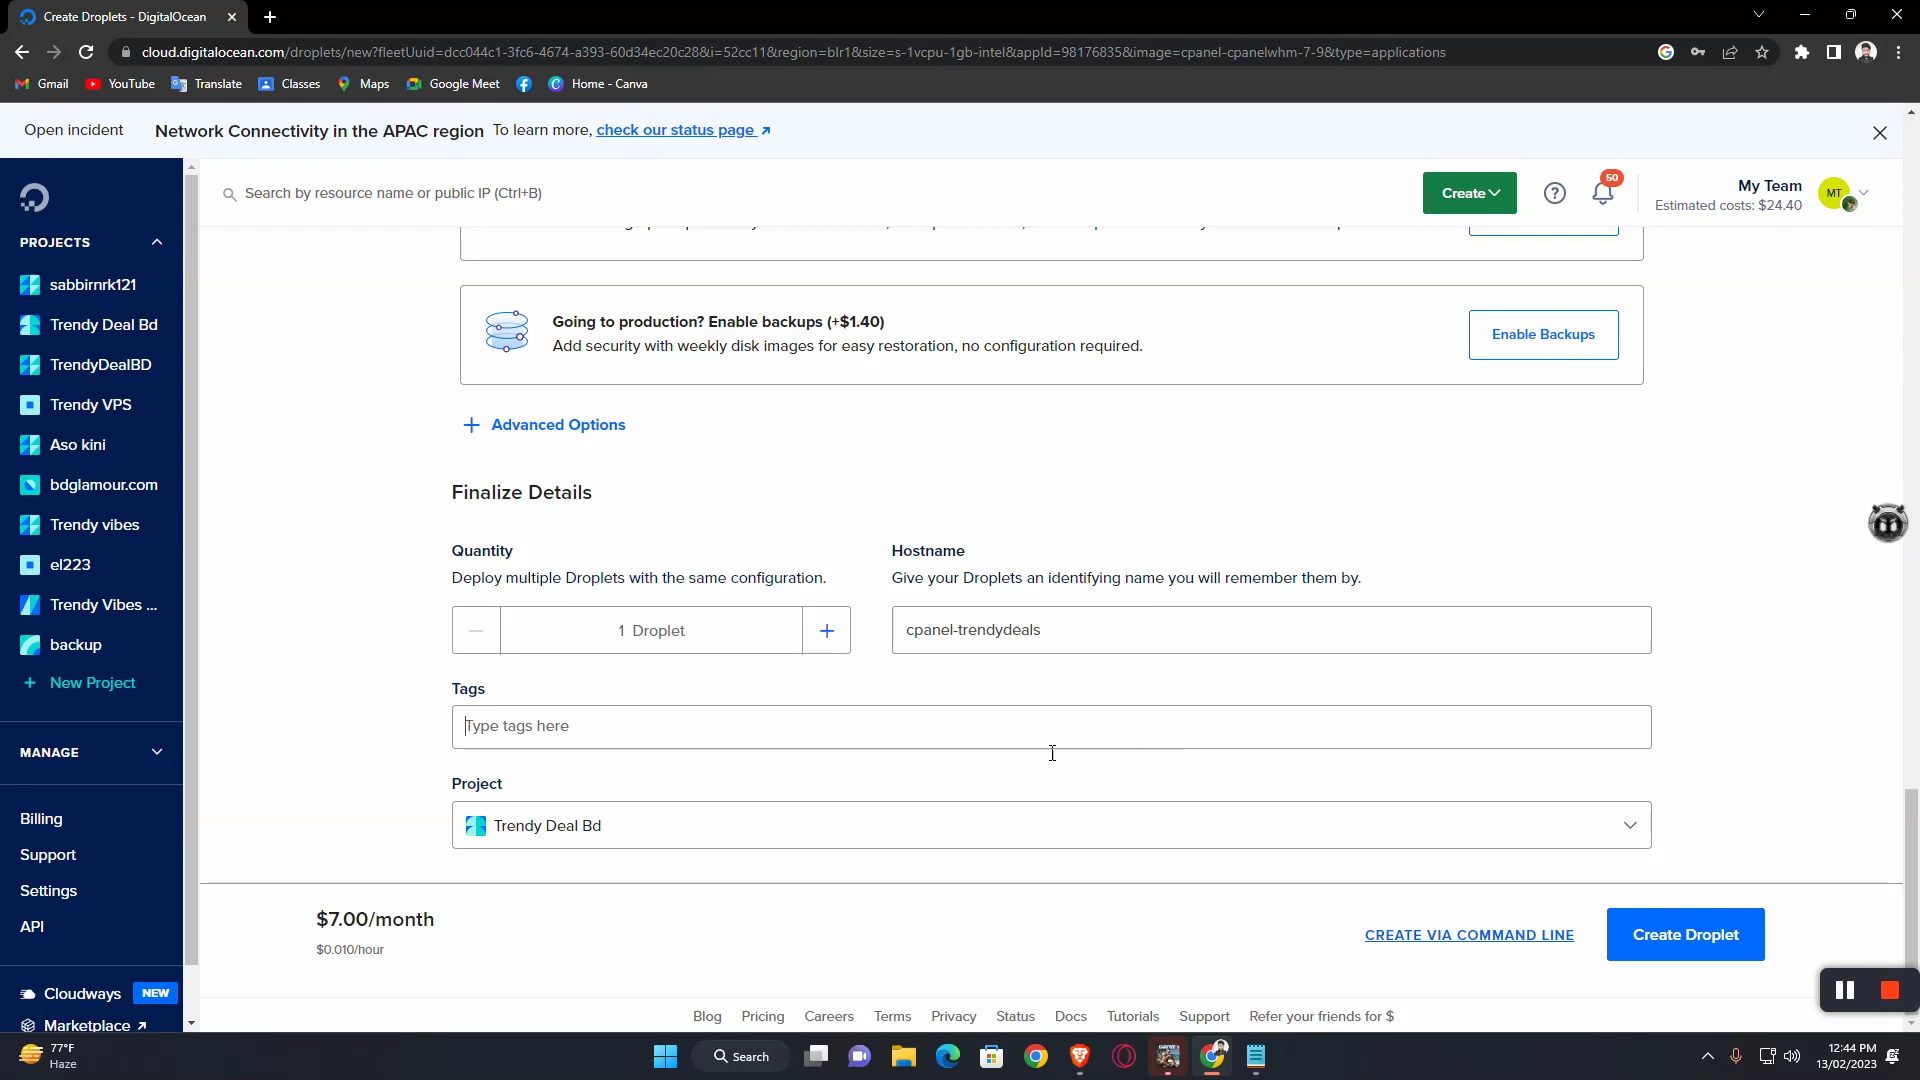 Create Droplets - DigitalOcean
cloud.digitalocean.com/droplets/new?fleetUuid=dcc044c1-3fc6-4674-a393-60d34ec20c28&i=52cc11&region=blr1&size=s-1vcpu-1gb-intel&appId=98176835&image=cpanel-cpanelwhm-7-9&type=applications
Gmail YouTube Translate Classes Maps Google Meet Home - Canva
Open incident Network Connectivity in the APAC region To learn more, check our status page
Search by resource name or public IP (Ctrl+B)
Create
50
My Team
Estimated costs: $24.40
MT
PROJECTS
sabbirnrk121
Trendy Deal Bd
TrendyDealBD
Trendy VPS
Aso kini
bdglamour.com
Trendy vibes
el223
Trendy Vibes ...
backup
+ New Project
MANAGE
Billing
Support
Settings
API
Cloudways NEW
Marketplace
Going to production? Enable backups (+$1.40)
Add security with weekly disk images for easy restoration, no configuration required.
Enable Backups
+ Advanced Options
Finalize Details
Quantity
Deploy multiple Droplets with the same configuration.
1 Droplet
Hostname
Give your Droplets an identifying name you will remember them by.
cpanel-trendydeals
Tags
Type tags here
Project
Trendy Deal Bd
$7.00/month
$0.010/hour
CREATE VIA COMMAND LINE
Create Droplet
Blog Pricing Careers Terms Privacy Status Docs Tutorials Support Refer your friends for $
77°F
Haze
Search
12:44 PM
13/02/2023